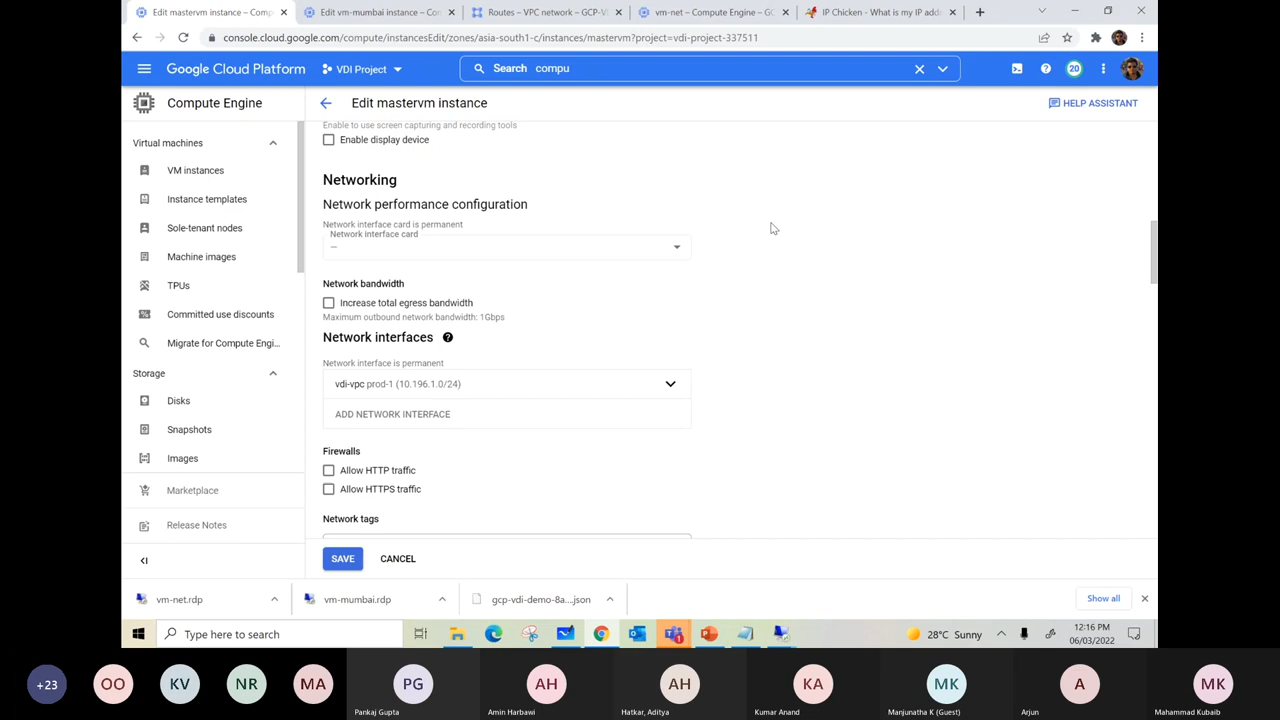 Edit mastervm instance – Comp
Edit vm-mumbai instance – Con
Routes – VPC network – GCP-VD
vm-net – Compute Engine – GC
IP Chicken - What is my IP add
console.cloud.google.com/compute/instancesEdit/zones/asia-south1-c/instances/mastervm?project=vdi-project-337511
Google Cloud Platform
VDI Project
Search compu
20
Compute Engine
Edit mastervm instance
HELP ASSISTANT
Virtual machines
VM instances
Instance templates
Sole-tenant nodes
Machine images
TPUs
Committed use discounts
Migrate for Compute Engi...
Storage
Disks
Snapshots
Images
Marketplace
Release Notes
Enable to use screen capturing and recording tools
Enable display device
Networking
Network performance configuration
Network interface card is permanent
Network interface card
–
Network bandwidth
Increase total egress bandwidth
Maximum outbound network bandwidth: 1Gbps
Network interfaces
Network interface is permanent
vdi-vpc prod-1 (10.196.1.0/24)
ADD NETWORK INTERFACE
Firewalls
Allow HTTP traffic
Allow HTTPS traffic
Network tags
SAVE
CANCEL
vm-net.rdp
vm-mumbai.rdp
gcp-vdi-demo-8a....json
Show all
Type here to search
1
28°C Sunny
12:16 PM
06/03/2022
+23
OO
KV
NR
MA
PG
Pankaj Gupta
AH
Amin Harbawi
AH
Hatkar, Aditya
KA
Kumar Anand
MK
Manjunatha K (Guest)
A
Arjun
MK
Mahammad Kubaib